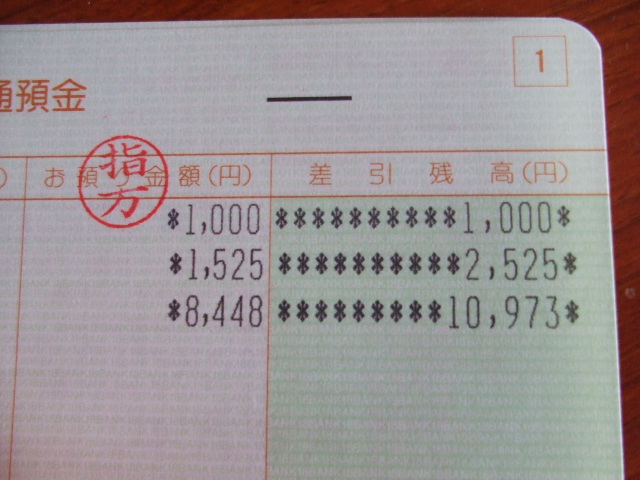 1
通預金
お預り金額(円) 差引残高(円)
指方
*1,000 **********1,000*
*1,525 **********2,525*
*8,448 *********10,973*